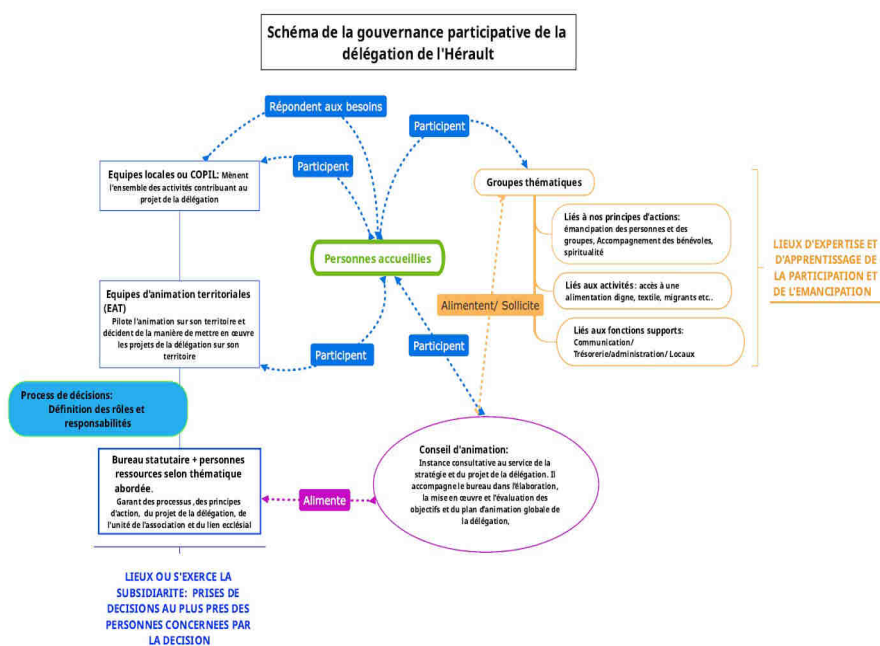 Schéma de la gouvernance participative de la
délégation de l'Hérault
Répondent aux besoins
Participent
Participent
Equipes locales ou COPIL: Mènent
l'ensemble des activités contribuant au
projet de la délégation
Groupes thématiques
Liés à nos principes d'actions:
émancipation des personnes et des
groupes, Accompagnement des bénévoles,
spiritualité
Personnes accueillies
LIEUX D'EXPERTISE ET
D'APPRENTISSAGE DE
LA PARTICIPATION ET
DE L'EMANCIPATION
Liés aux activités : accès à une
alimentation digne, textile, migrants etc..
Equipes d'animation territoriales
(EAT)
Pilote l'animation sur son territoire et
décident de la manière de mettre en œuvre
les projets de la délégation sur son
territoire
Alimentent/ Sollicite
Liés aux fonctions supports:
Communication/
Trésorerie/administration/ Locaux
Participent
Participent
Process de décisions:
Définition des rôles et
responsabilités
Bureau statutaire + personnes
ressources selon thématique
abordée.
Garant des processus ,des principes
d'action, du projet de la délégation, de
l'unité de l'association et du lien ecclésial
Alimente
Conseil d'animation:
Instance consultative au service de la
stratégie et du projet de la délégation. Il
accompagne le bureau dans l'élaboration,
la mise en œuvre et l'évaluation des
objectifs et du plan d'animation globale de
la délégation,
LIEUX OU S'EXERCE LA
SUBSIDIARITE: PRISES DE
DECISIONS AU PLUS PRES DES
PERSONNES CONCERNEES PAR
LA DECISION